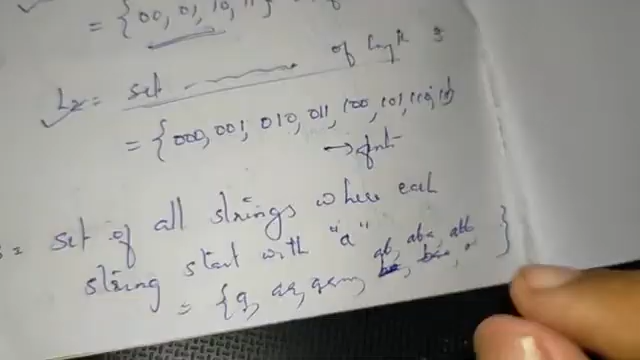 = {00, 01, 10, 11}
L2 = set of length 3
= {000, 001, 010, 011, 100, 101, 110, 111}
→ finite
= set of all strings where each
string start with "a"
ab, aba, abb
= {a, aa, aaa, }